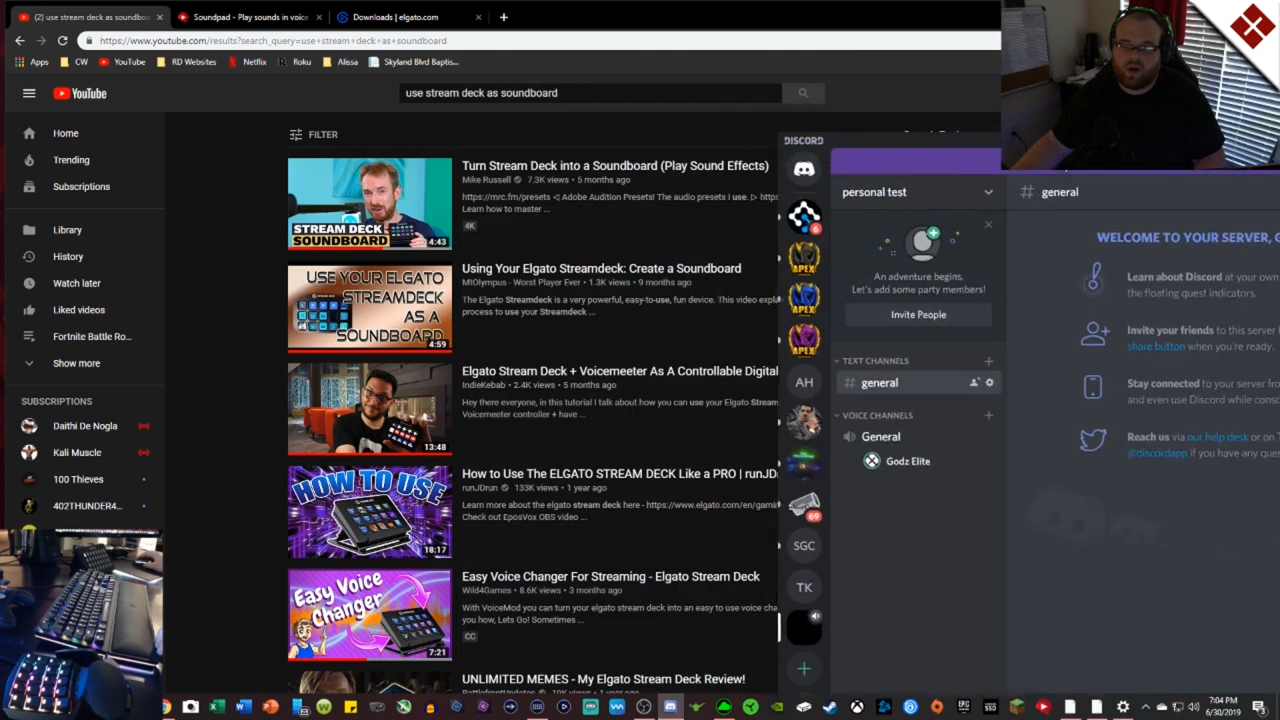 (2) use stream deck as soundbo
Soundpad - Play sounds in voice
Downloads | elgato.com
https://www.youtube.com/results?search_query=use+stream+deck+as+soundboard
Apps
CW
YouTube
RD Websites
Netflix
Roku
Alissa
Skyland Blvd Baptis...
YouTube
use stream deck as soundboard
Home
Trending
Subscriptions
Library
History
Watch later
Liked videos
Fortnite Battle Ro...
Show more
SUBSCRIPTIONS
Daithi De Nogla
Kali Muscle
100 Thieves
402THUNDER4...
FILTER
STREAM DECK
SOUNDBOARD
4:43
Turn Stream Deck into a Soundboard (Play Sound Effects)
Mike Russell • 7.3K views • 5 months ago
https://mrc.fm/presets ◁ Adobe Audition Presets! The audio presets I use. ▷ https
Learn how to master ...
4K
USE YOUR ELGATO
STREAMDECK
AS A
SOUNDBOARD
4:59
Using Your Elgato Streamdeck: Create a Soundboard
MtOlympus - Worst Player Ever • 1.3K views • 9 months ago
The Elgato Streamdeck is a very powerful, easy-to-use, fun device. This video expla
process to use your Streamdeck ...
13:48
Elgato Stream Deck + Voicemeeter As A Controllable Digital
IndieKebab • 2.4K views • 5 months ago
Hey there everyone, in this tutorial I talk about how you can use your Elgato Stream
Voicemeeter controller + have ...
HOW TO USE
18:17
How to Use The ELGATO STREAM DECK Like a PRO | runJD
runJDrun • 133K views • 1 year ago
Learn more about the elgato stream deck here - https://www.elgato.com/en/gami
Check out EposVox OBS video ...
Easy Voice
Changer
7:21
Easy Voice Changer For Streaming - Elgato Stream Deck
Wild4Games • 8.6K views • 3 months ago
With VoiceMod you can turn your elgato stream deck into an easy to use voice cha
you how, Lets Go! Sometimes ...
CC
UNLIMITED MEMES - My Elgato Stream Deck Review!
DISCORD
6
APEX
APEX
APEX
AH
69
SGC
TK
personal test
An adventure begins.
Let's add some party members!
Invite People
TEXT CHANNELS
# general
VOICE CHANNELS
General
Godz Elite
# general
WELCOME TO YOUR SERVER, G
Learn about Discord at your own
the floating quest indicators.
Invite your friends to this server
share button when you're ready.
Stay connected to your server from
and even use Discord while conso
Reach us via our help desk or on
@discordapp if you have any ques
EPIC
7:04 PM
6/30/2019